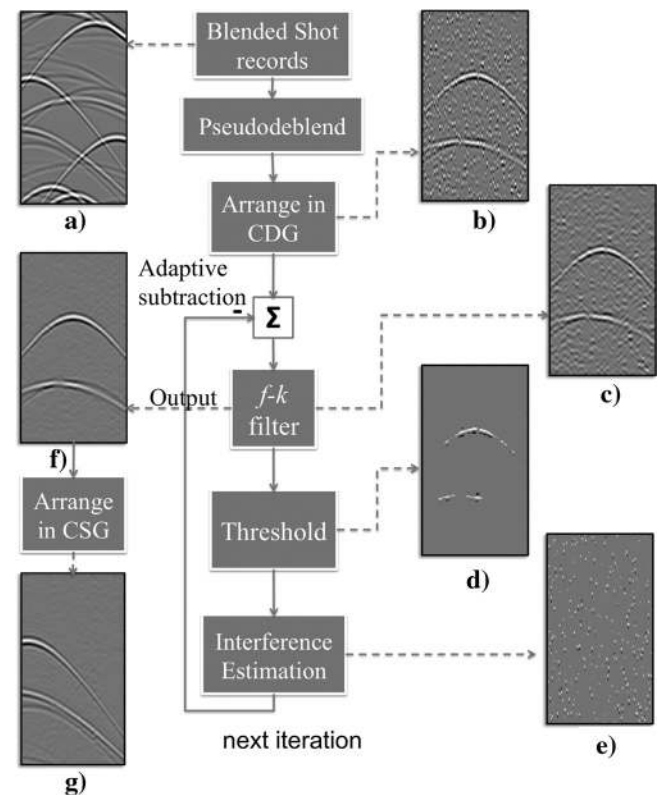 Blended Shot
records
a)
Pseudodeblend
Arrange in
CDG
b)
Adaptive
subtraction
-
Σ
f-k
filter
c)
Output
f)
Arrange
in CSG
Threshold
d)
Interference
Estimation
next iteration
e)
g)